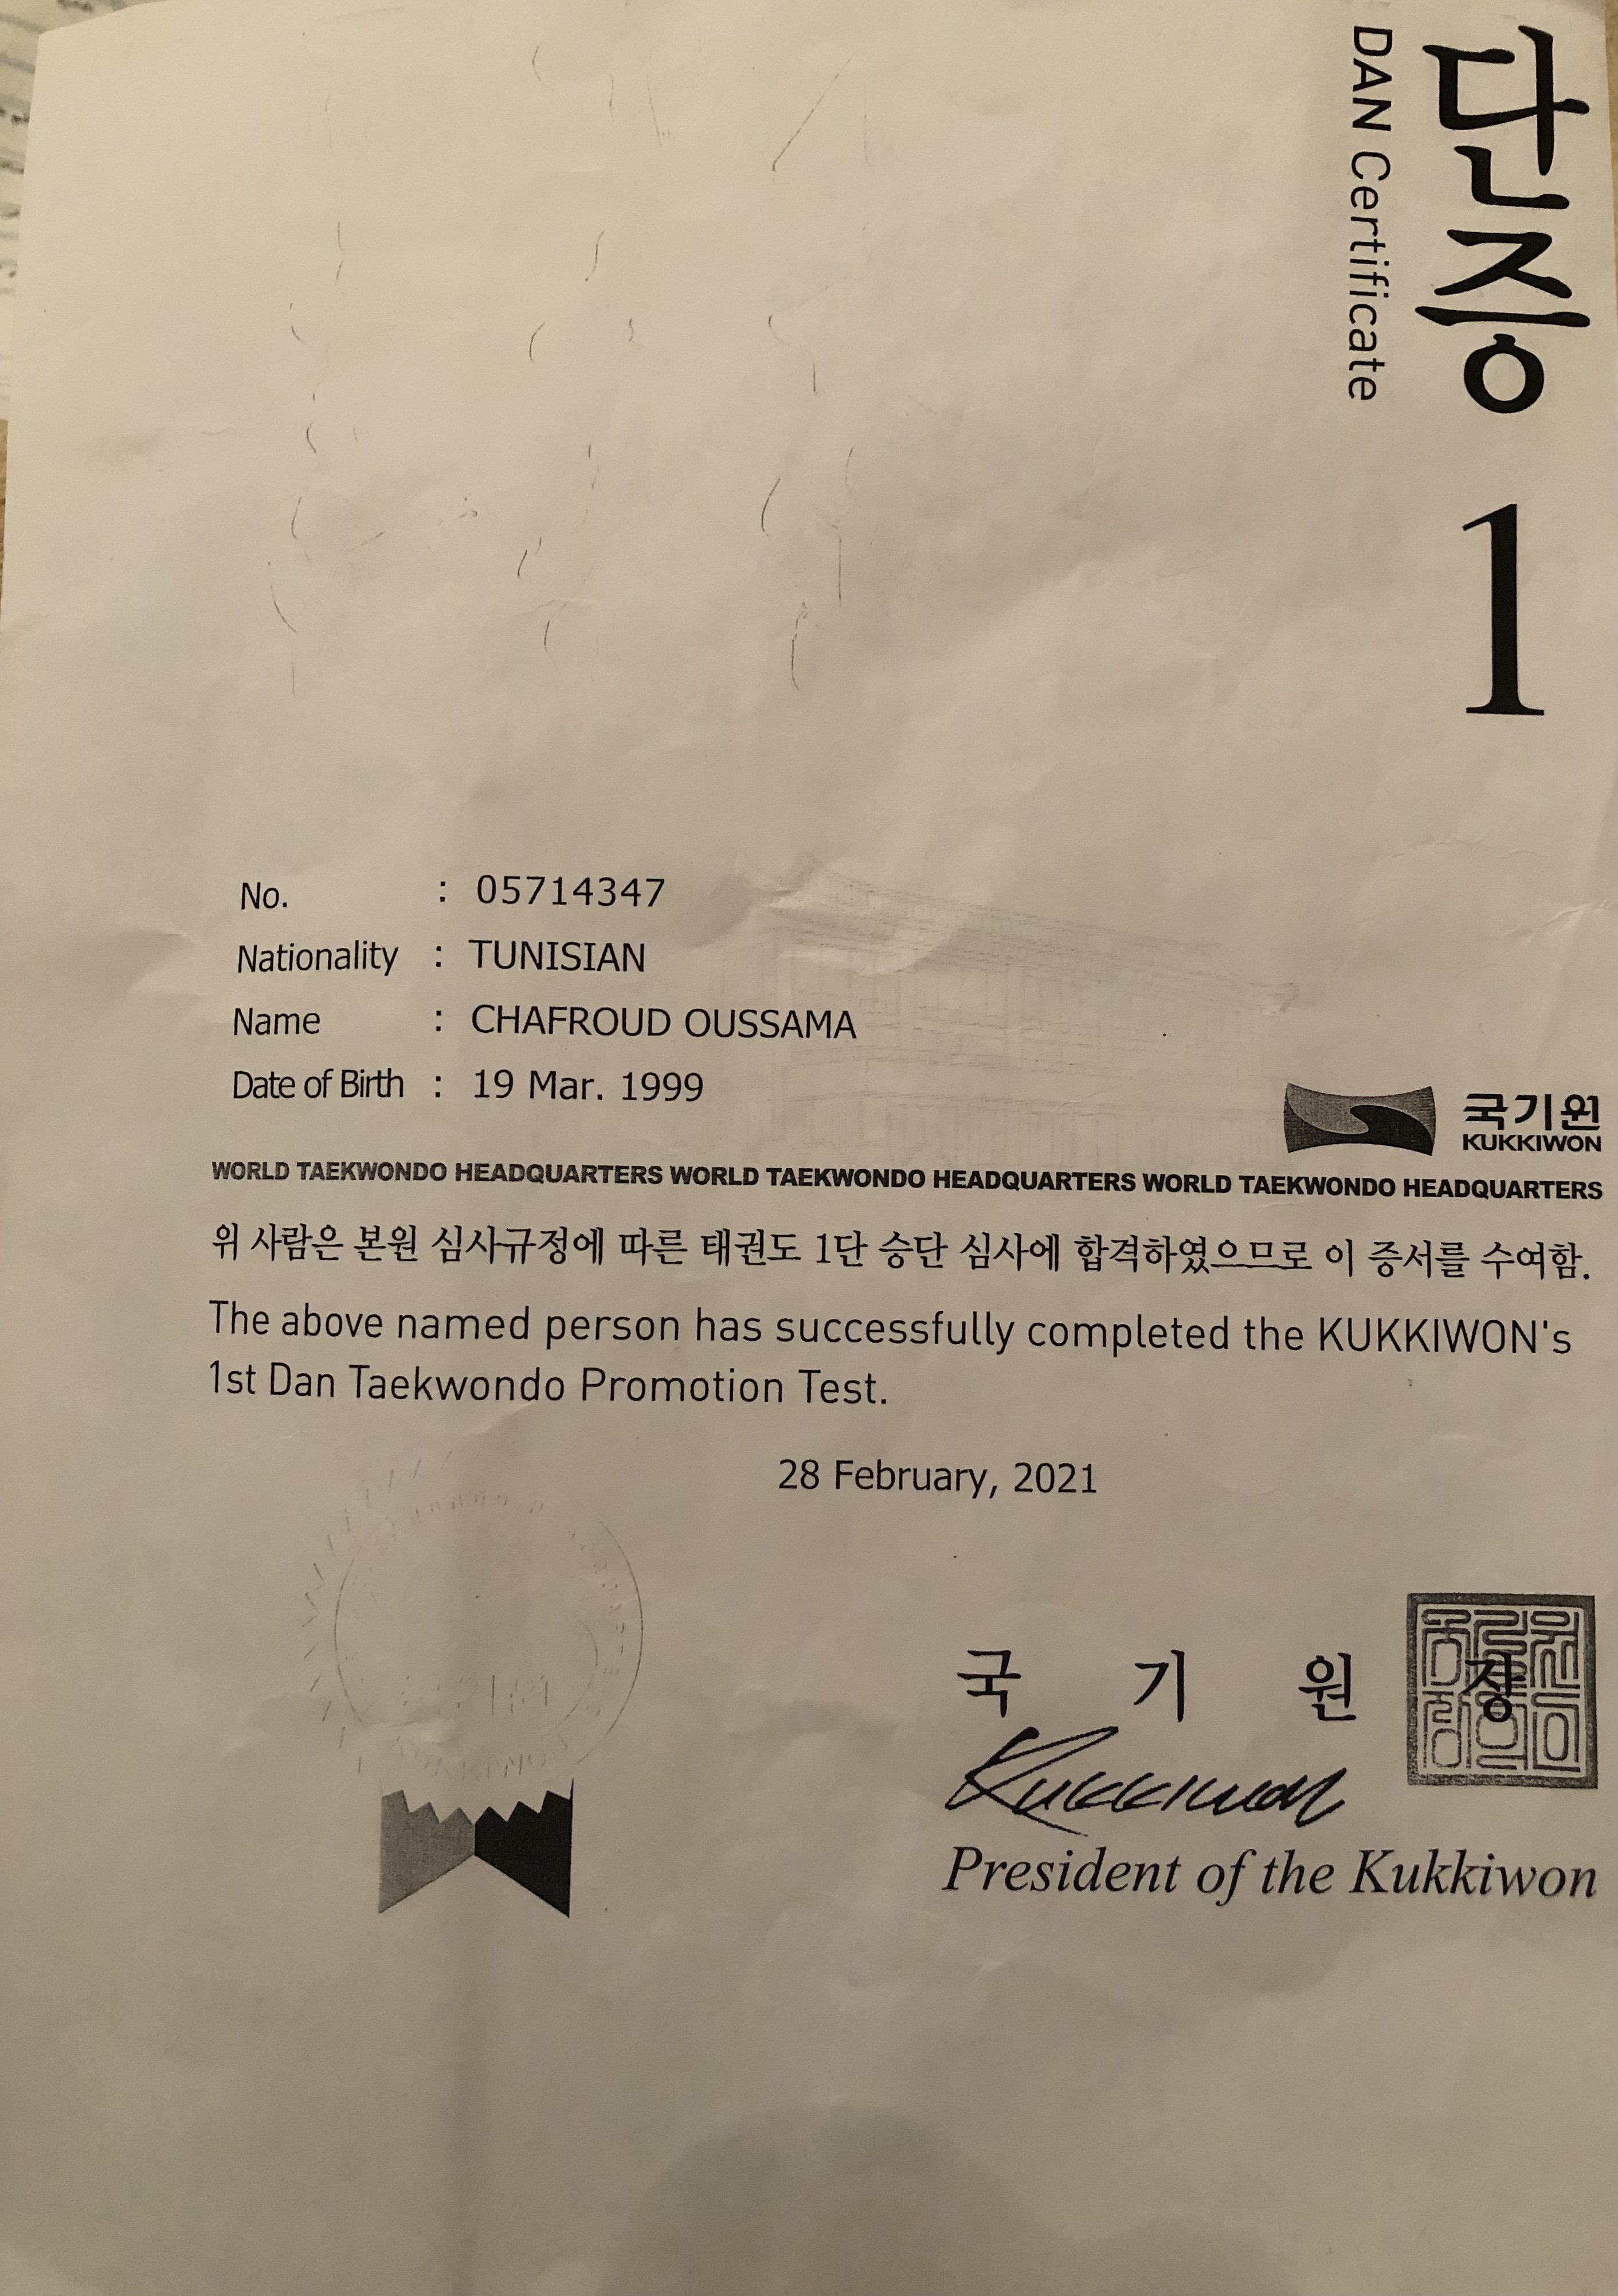 단증
DAN Certificate
1
No. : 05714347
Nationality : TUNISIAN
Name : CHAFROUD OUSSAMA
Date of Birth : 19 Mar. 1999
국기원
KUKKIWON
WORLD TAEKWONDO HEADQUARTERS WORLD TAEKWONDO HEADQUARTERS WORLD TAEKWONDO HEADQUARTERS
위 사람은 본원 심사규정에 따른 태권도 1단 승단 심사에 합격하였으므로 이 증서를 수여함.
The above named person has successfully completed the KUKKIWON's
1st Dan Taekwondo Promotion Test.
28 February, 2021
국 기 원 장
Kukkiwon
President of the Kukkiwon